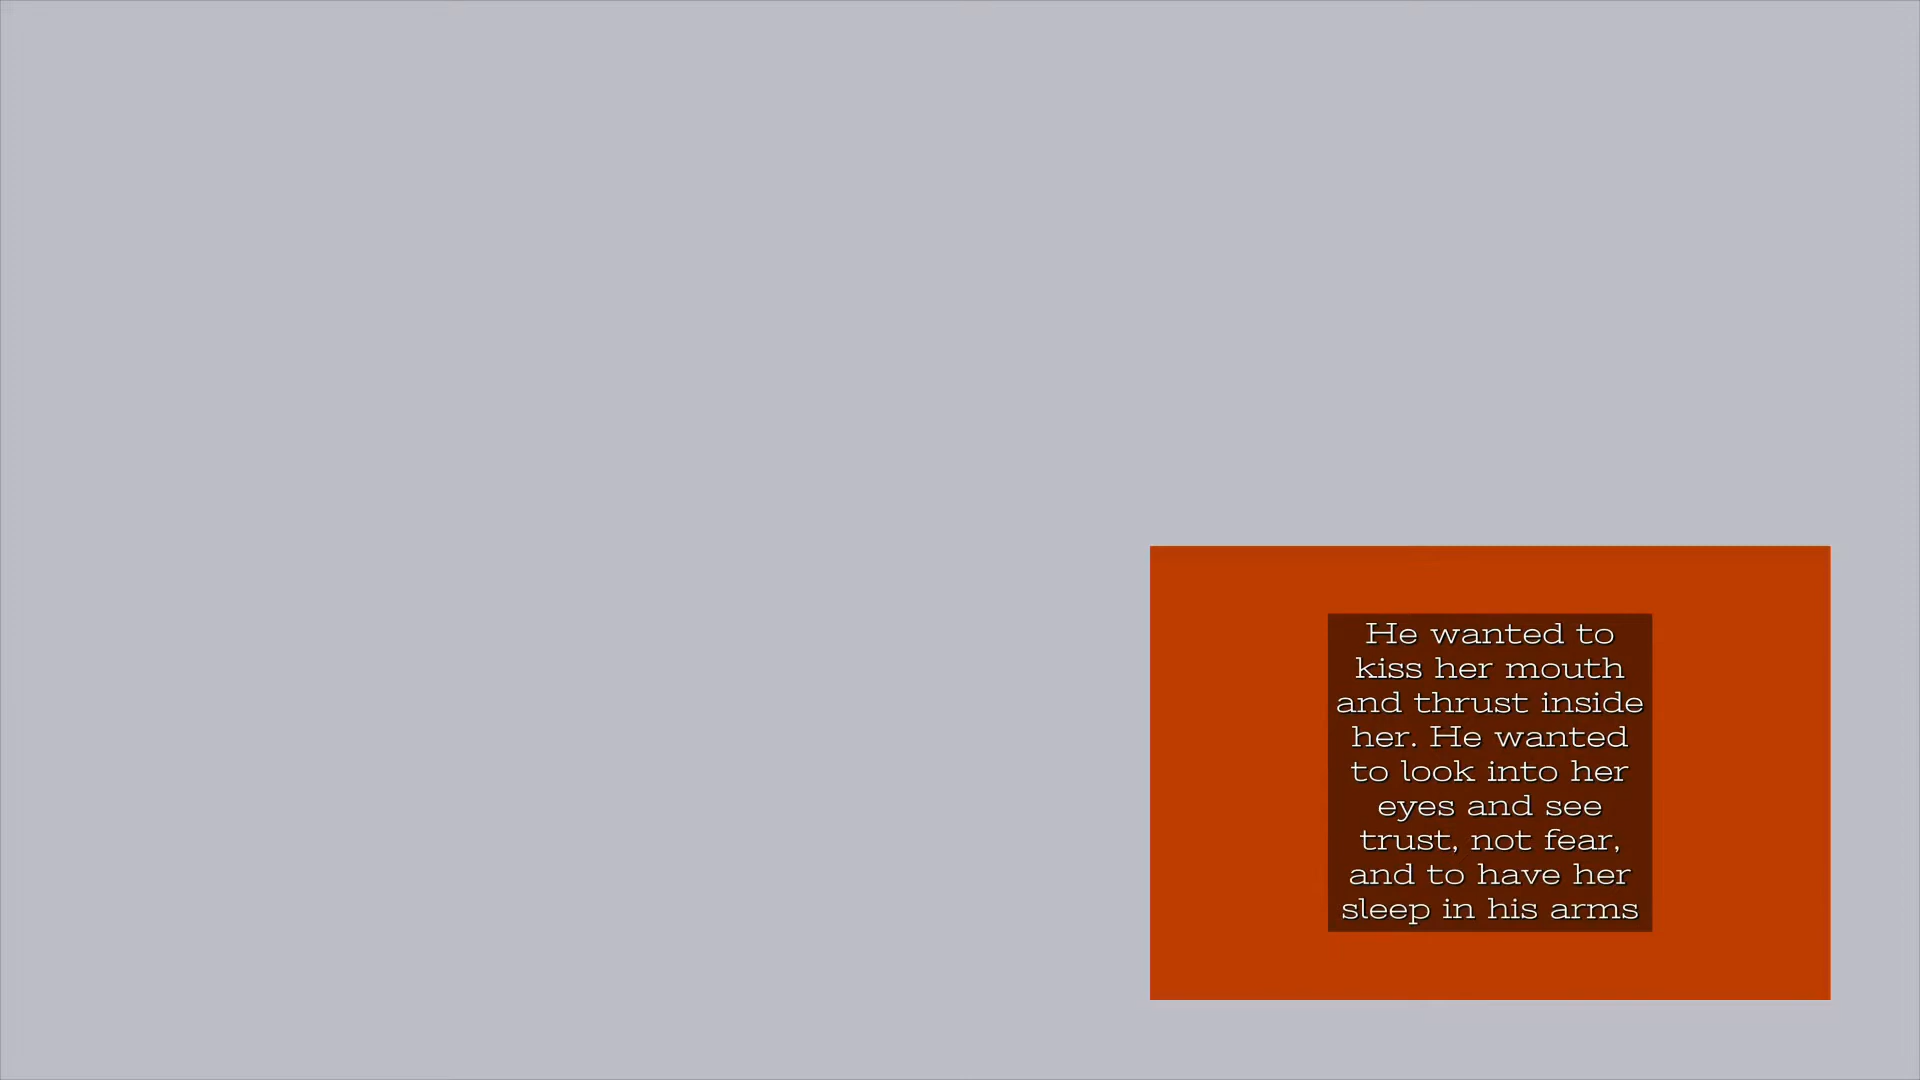 He wanted to
kiss her mouth
and thrust inside
her. He wanted
to look into her
eyes and see
trust, not fear,
and to have her
sleep in his arms